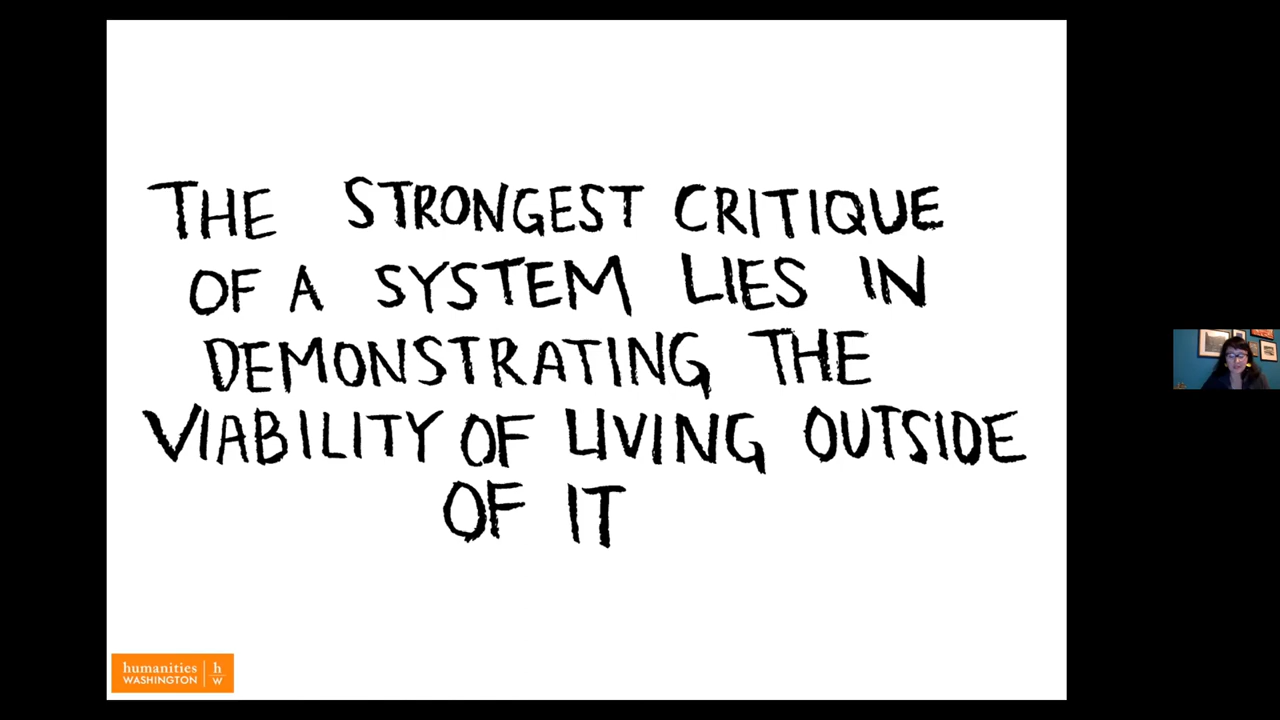 THE STRONGEST CRITIQUE
OF A SYSTEM LIES IN
DEMONSTRATING THE
VIABILITY OF LIVING OUTSIDE
OF IT
humanities
WASHINGTON
h
w